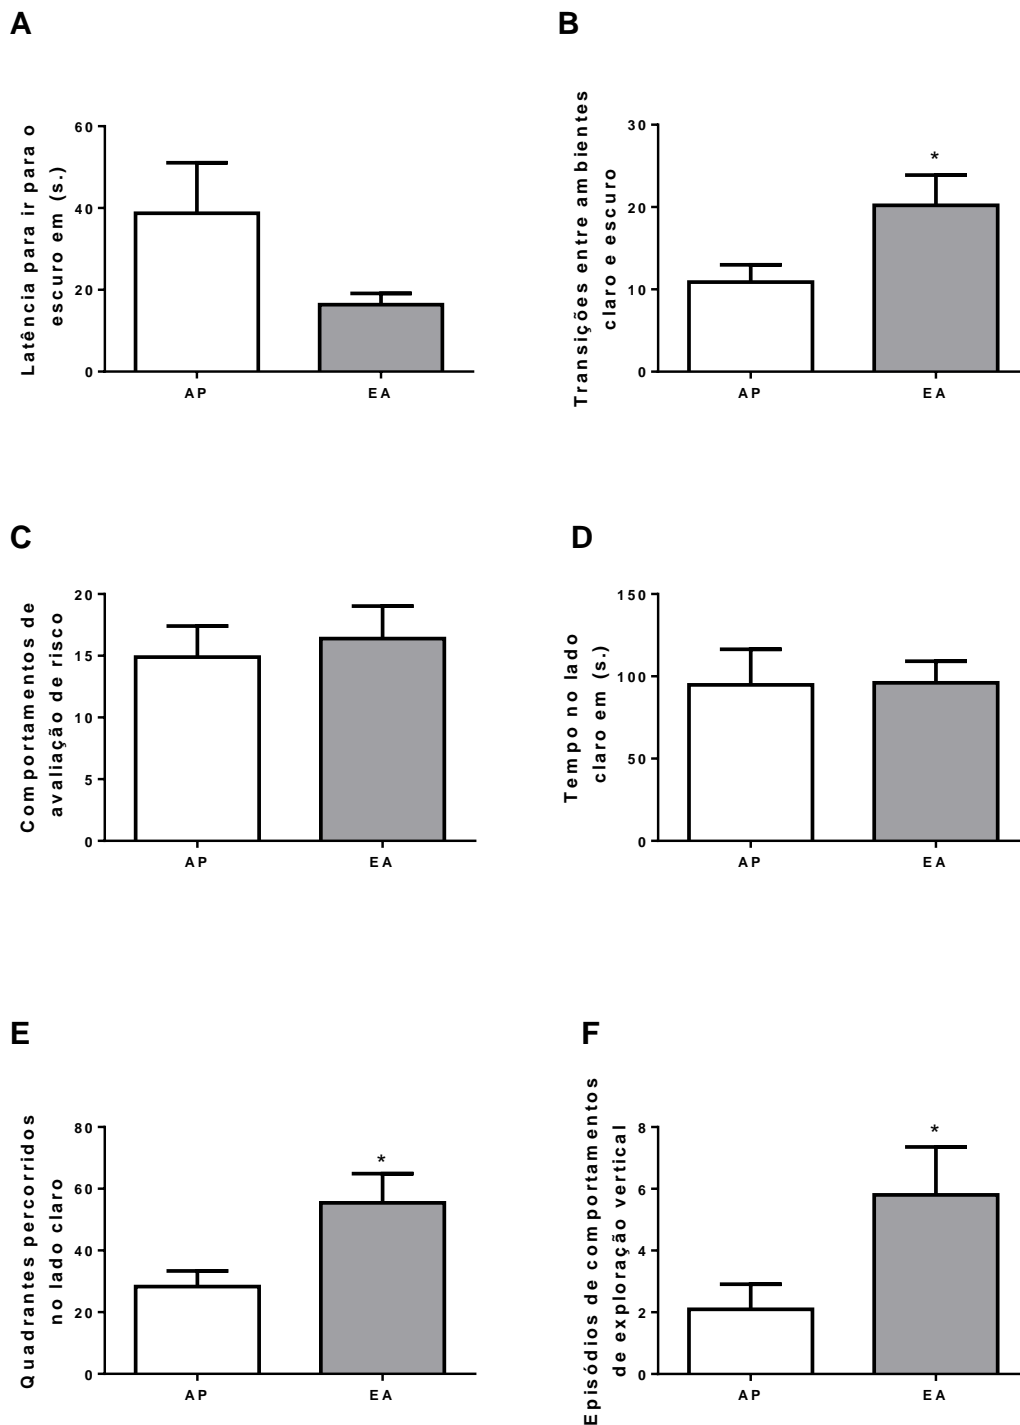 A
Latência para ir para o
escuro em (s.)
60
40
20
0
AP
EA
B
Transições entre ambientes
claro e escuro
30
20
10
0
*
AP
EA
C
Comportamentos de
avaliação de risco
20
15
10
5
0
AP
EA
D
Tempo no lado
claro em (s.)
150
100
50
0
AP
EA
E
Quadrantes percorridos
no lado claro
80
60
40
20
0
*
AP
EA
F
Episódios de comportamentos
de exploração vertical
8
6
4
2
0
*
AP
EA